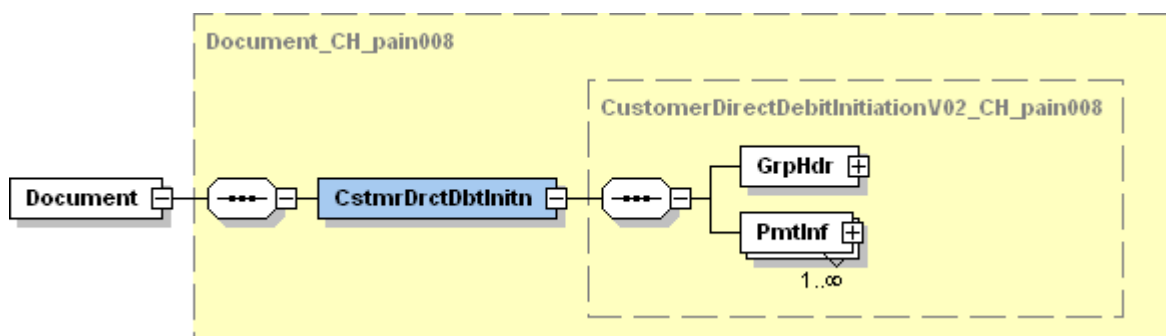 Document_CH_pain008
CustomerDirectDebitInitiationV02_CH_pain008
GrpHdr
Document
CstmrDrctDbtInitn
PmtInf
1..∞